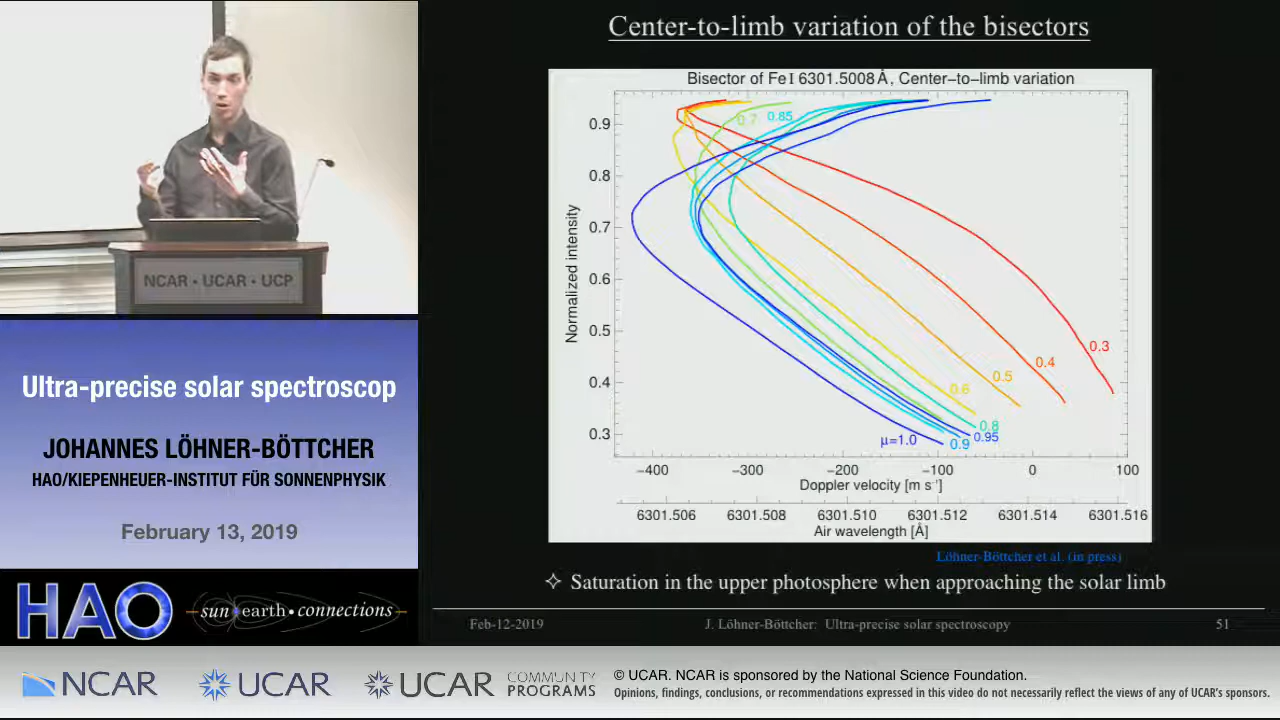 Center-to-limb variation of the bisectors
Bisector of Fe I 6301.5008 Å, Center−to−limb variation
Normalized intensity
0.9
0.8
0.7
0.6
0.5
0.4
0.3
0.7
0.85
0.3
0.4
0.5
0.6
0.8
0.95
0.9
μ=1.0
−400
−300
−200
−100
0
100
Doppler velocity [m s⁻¹]
6301.506
6301.508
6301.510
6301.512
6301.514
6301.516
Air wavelength [Å]
Löhner-Böttcher et al. (in press)
✧ Saturation in the upper photosphere when approaching the solar limb
Feb-12-2019
J. Löhner-Böttcher: Ultra-precise solar spectroscopy
51
NCAR • UCAR • UCP
Ultra-precise solar spectroscop
JOHANNES LÖHNER-BÖTTCHER
HAO/KIEPENHEUER-INSTITUT FÜR SONNENPHYSIK
February 13, 2019
HAO
sun•earth•connections
NCAR
UCAR
UCAR
COMMUNITY
PROGRAMS
© UCAR. NCAR is sponsored by the National Science Foundation.
Opinions, findings, conclusions, or recommendations expressed in this video do not necessarily reflect the views of any of UCAR's sponsors.